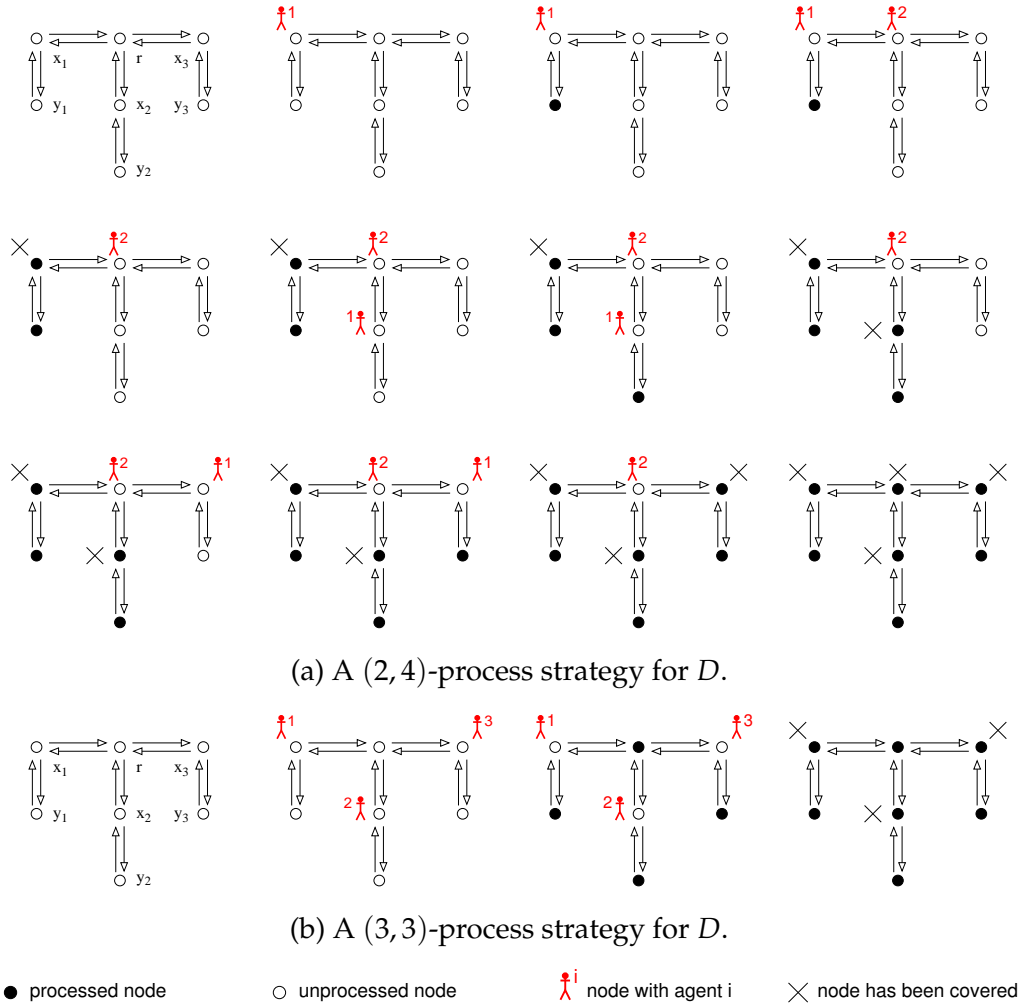 1 1 1 2
x₁ r x₃
y₁ x₂ y₃
y₂
2 2 2 2
1 1
2 1 2 1 2
(a) A (2, 4)-process strategy for D.
1 3 1 3
x₁ r x₃
2 2
y₁ x₂ y₃
y₂
(b) A (3, 3)-process strategy for D.
processed node unprocessed node i node with agent i node has been covered